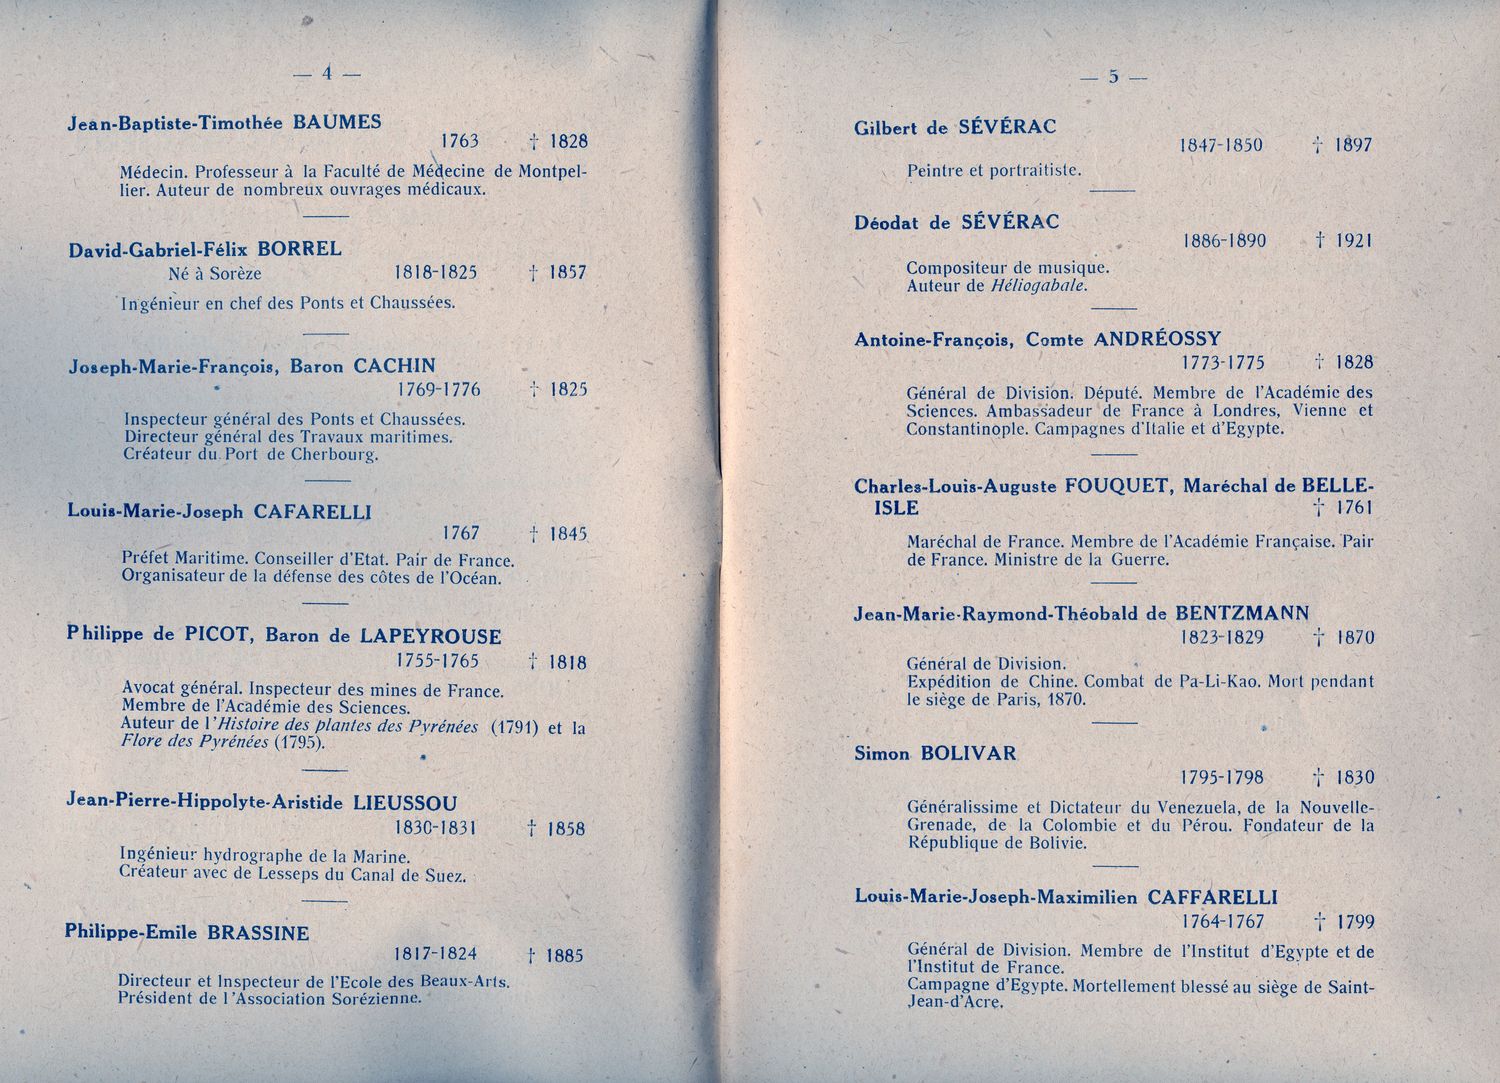 — 4 —
Jean-Baptiste-Timothée BAUMES
1763 † 1828
Médecin. Professeur à la Faculté de Médecine de Montpel-
lier. Auteur de nombreux ouvrages médicaux.
David-Gabriel-Félix BORREL
Né à Sorèze 1818-1825 † 1857
Ingénieur en chef des Ponts et Chaussées.
Joseph-Marie-François, Baron CACHIN
1769-1776 † 1825
Inspecteur général des Ponts et Chaussées.
Directeur général des Travaux maritimes.
Créateur du Port de Cherbourg.
Louis-Marie-Joseph CAFARELLI
1767 † 1845
Préfet Maritime. Conseiller d'Etat. Pair de France.
Organisateur de la défense des côtes de l'Océan.
Philippe de PICOT, Baron de LAPEYROUSE
1755-1765 † 1818
Avocat général. Inspecteur des mines de France.
Membre de l'Académie des Sciences.
Auteur de l'Histoire des plantes des Pyrénées (1791) et la
Flore des Pyrénées (1795).
Jean-Pierre-Hippolyte-Aristide LIEUSSOU
1830-1831 † 1858
Ingénieur hydrographe de la Marine.
Créateur avec de Lesseps du Canal de Suez.
Philippe-Emile BRASSINE
1817-1824 † 1885
Directeur et Inspecteur de l'Ecole des Beaux-Arts.
Président de l'Association Sorézienne.
— 5 —
Gilbert de SÉVÉRAC
1847-1850 † 1897
Peintre et portraitiste.
Déodat de SÉVÉRAC
1886-1890 † 1921
Compositeur de musique.
Auteur de Héliogabale.
Antoine-François, Comte ANDRÉOSSY
1773-1775 † 1828
Général de Division. Député. Membre de l'Académie des
Sciences. Ambassadeur de France à Londres, Vienne et
Constantinople. Campagnes d'Italie et d'Egypte.
Charles-Louis-Auguste FOUQUET, Maréchal de BELLE-
ISLE † 1761
Maréchal de France. Membre de l'Académie Française. Pair
de France. Ministre de la Guerre.
Jean-Marie-Raymond-Théobald de BENTZMANN
1823-1829 † 1870
Général de Division.
Expédition de Chine. Combat de Pa-Li-Kao. Mort pendant
le siège de Paris, 1870.
Simon BOLIVAR
1795-1798 † 1830
Généralissime et Dictateur du Venezuela, de la Nouvelle-
Grenade, de la Colombie et du Pérou. Fondateur de la
République de Bolivie.
Louis-Marie-Joseph-Maximilien CAFFARELLI
1764-1767 † 1799
Général de Division. Membre de l'Institut d'Egypte et de
l'Institut de France.
Campagne d'Egypte. Mortellement blessé au siège de Saint-
Jean-d'Acre.